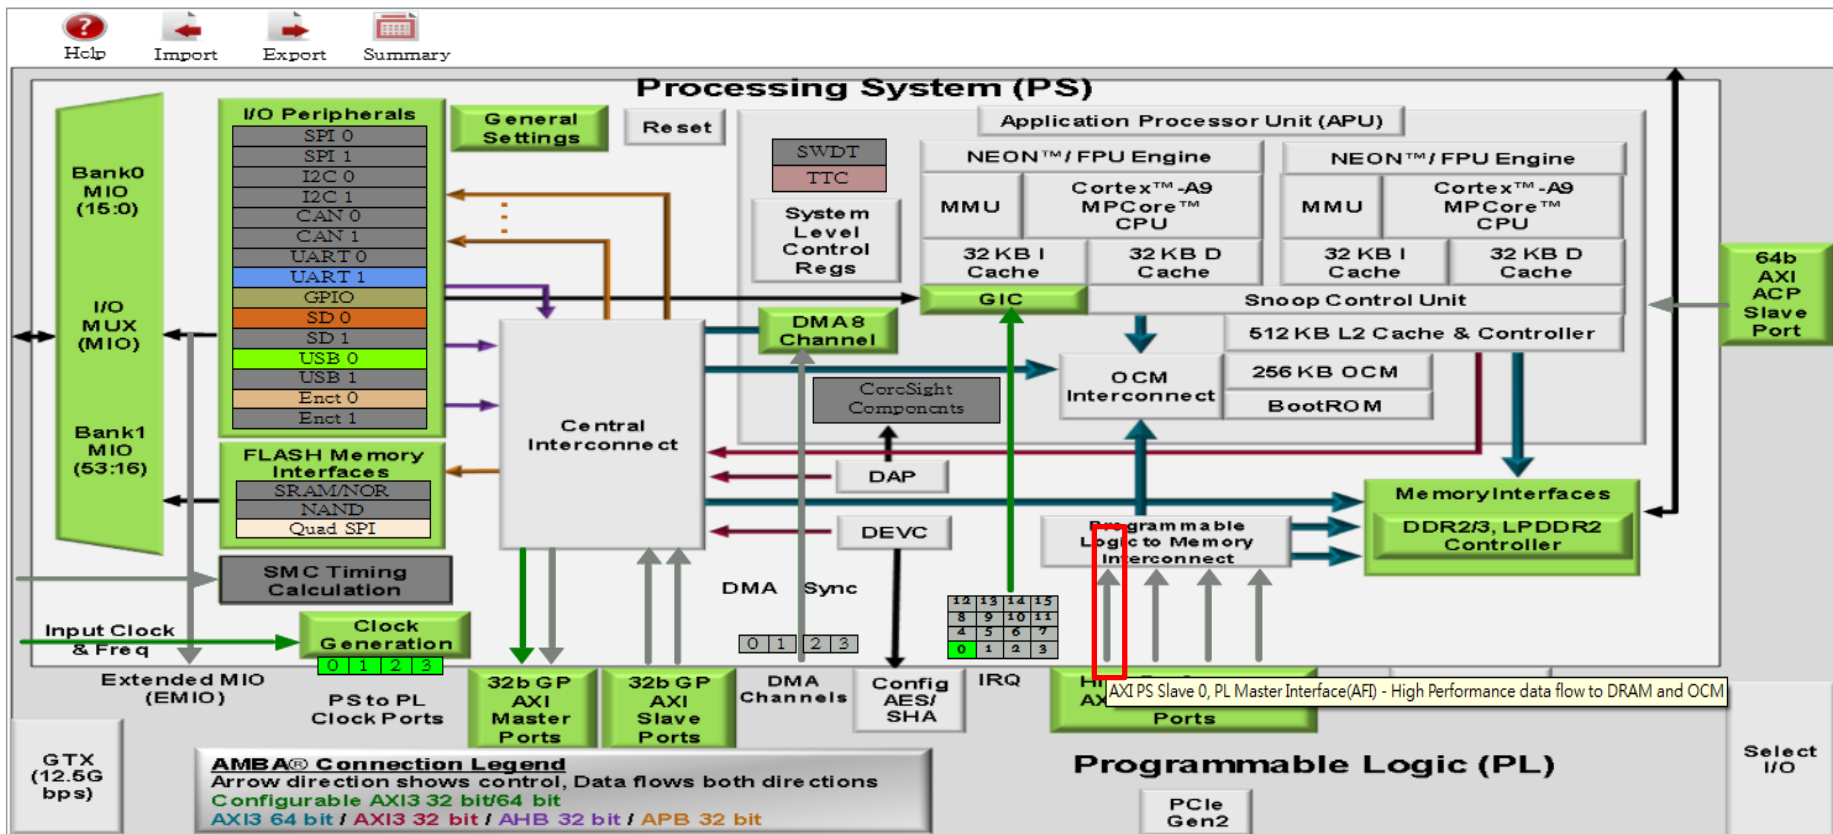 Help
Import
Export
Summary
Processing System (PS)
Bank0
MIO
(15:0)
I/O
MUX
(MIO)
Bank1
MIO
(53:16)
I/O Peripherals
SPI 0
SPI 1
I2C 0
I2C 1
CAN 0
CAN 1
UART 0
UART 1
GPIO
SD 0
SD 1
USB 0
USB 1
Enet 0
Enet 1
FLASH Memory
Interfaces
SRAM/NOR
NAND
Quad SPI
SMC Timing
Calculation
General
Settings
Reset
Application Processor Unit (APU)
SWDT
TTC
System
Level
Control
Regs
NEON™/ FPU Engine
MMU
Cortex™-A9
MPCore™
CPU
32 KB I
Cache
32 KB D
Cache
NEON™/ FPU Engine
MMU
Cortex™-A9
MPCore™
CPU
32 KB I
Cache
32 KB D
Cache
GIC
Snoop Control Unit
DMA 8
Channel
512 KB L2 Cache & Controller
OCM
Interconnect
256 KB OCM
BootROM
CoreSight
Components
Central
Interconnect
DAP
DEVC
Programmable
Logic to Memory
Interconnect
Memory Interfaces
DDR2/3, LPDDR2
Controller
64b
AXI
ACP
Slave
Port
Input Clock
& Freq
Clock
Generation
0 1 2 3
DMA Sync
0 1 2 3
12 13 14 15
8 9 10 11
4 5 6 7
0 1 2 3
Extended MIO
(EMIO)
PS to PL
Clock Ports
32b GP
AXI
Master
Ports
32b GP
AXI
Slave
Ports
DMA
Channels
Config
AES/
SHA
IRQ
Ports
AXI PS Slave 0, PL Master Interface(AFI) - High Performance data flow to DRAM and OCM
GTX
(12.5G
bps)
AMBA® Connection Legend
Arrow direction shows control, Data flows both directions
Configurable AXI3 32 bit/64 bit
AXI3 64 bit / AXI3 32 bit / AHB 32 bit / APB 32 bit
Programmable Logic (PL)
PCIe
Gen2
Select
I/O